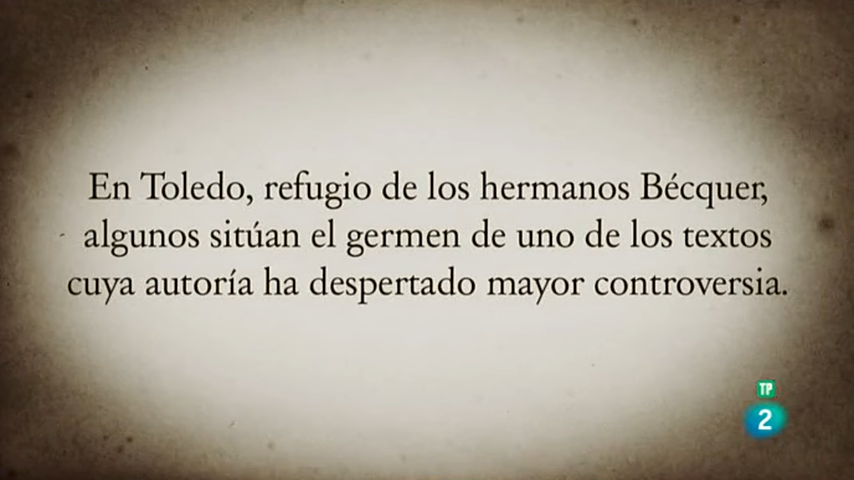 En Toledo, refugio de los hermanos Bécquer,
algunos sitúan el germen de uno de los textos
cuya autoría ha despertado mayor controversia.
TP
2